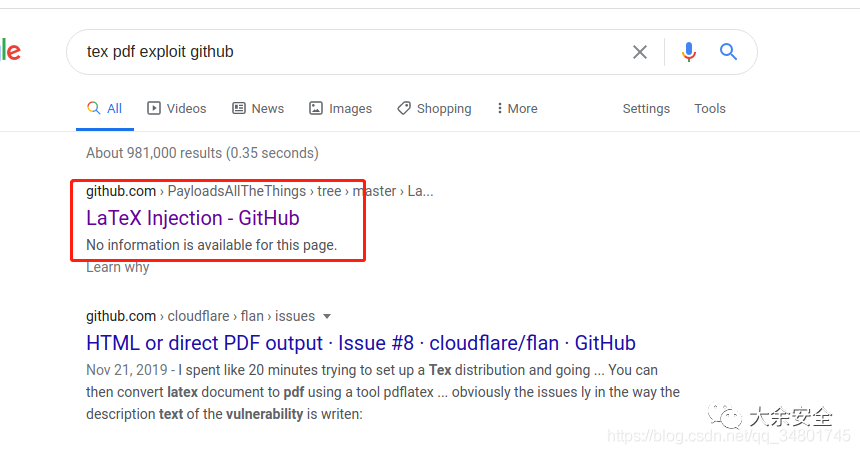 le
tex pdf exploit github
All Videos News Images Shopping More Settings Tools
About 981,000 results (0.35 seconds)
github.com › PayloadsAllTheThings › tree › master › La...
LaTeX Injection - GitHub
No information is available for this page.
Learn why
github.com › cloudflare › flan › issues
HTML or direct PDF output · Issue #8 · cloudflare/flan · GitHub
Nov 21, 2019 - I spent like 20 minutes trying to set up a Tex distribution and going ... You can
then convert latex document to pdf using a tool pdflatex ... obviously the issues ly in the way the
description text of the vulnerability is writen:
大余安全
https://blog.csdn.net/qq_34801745